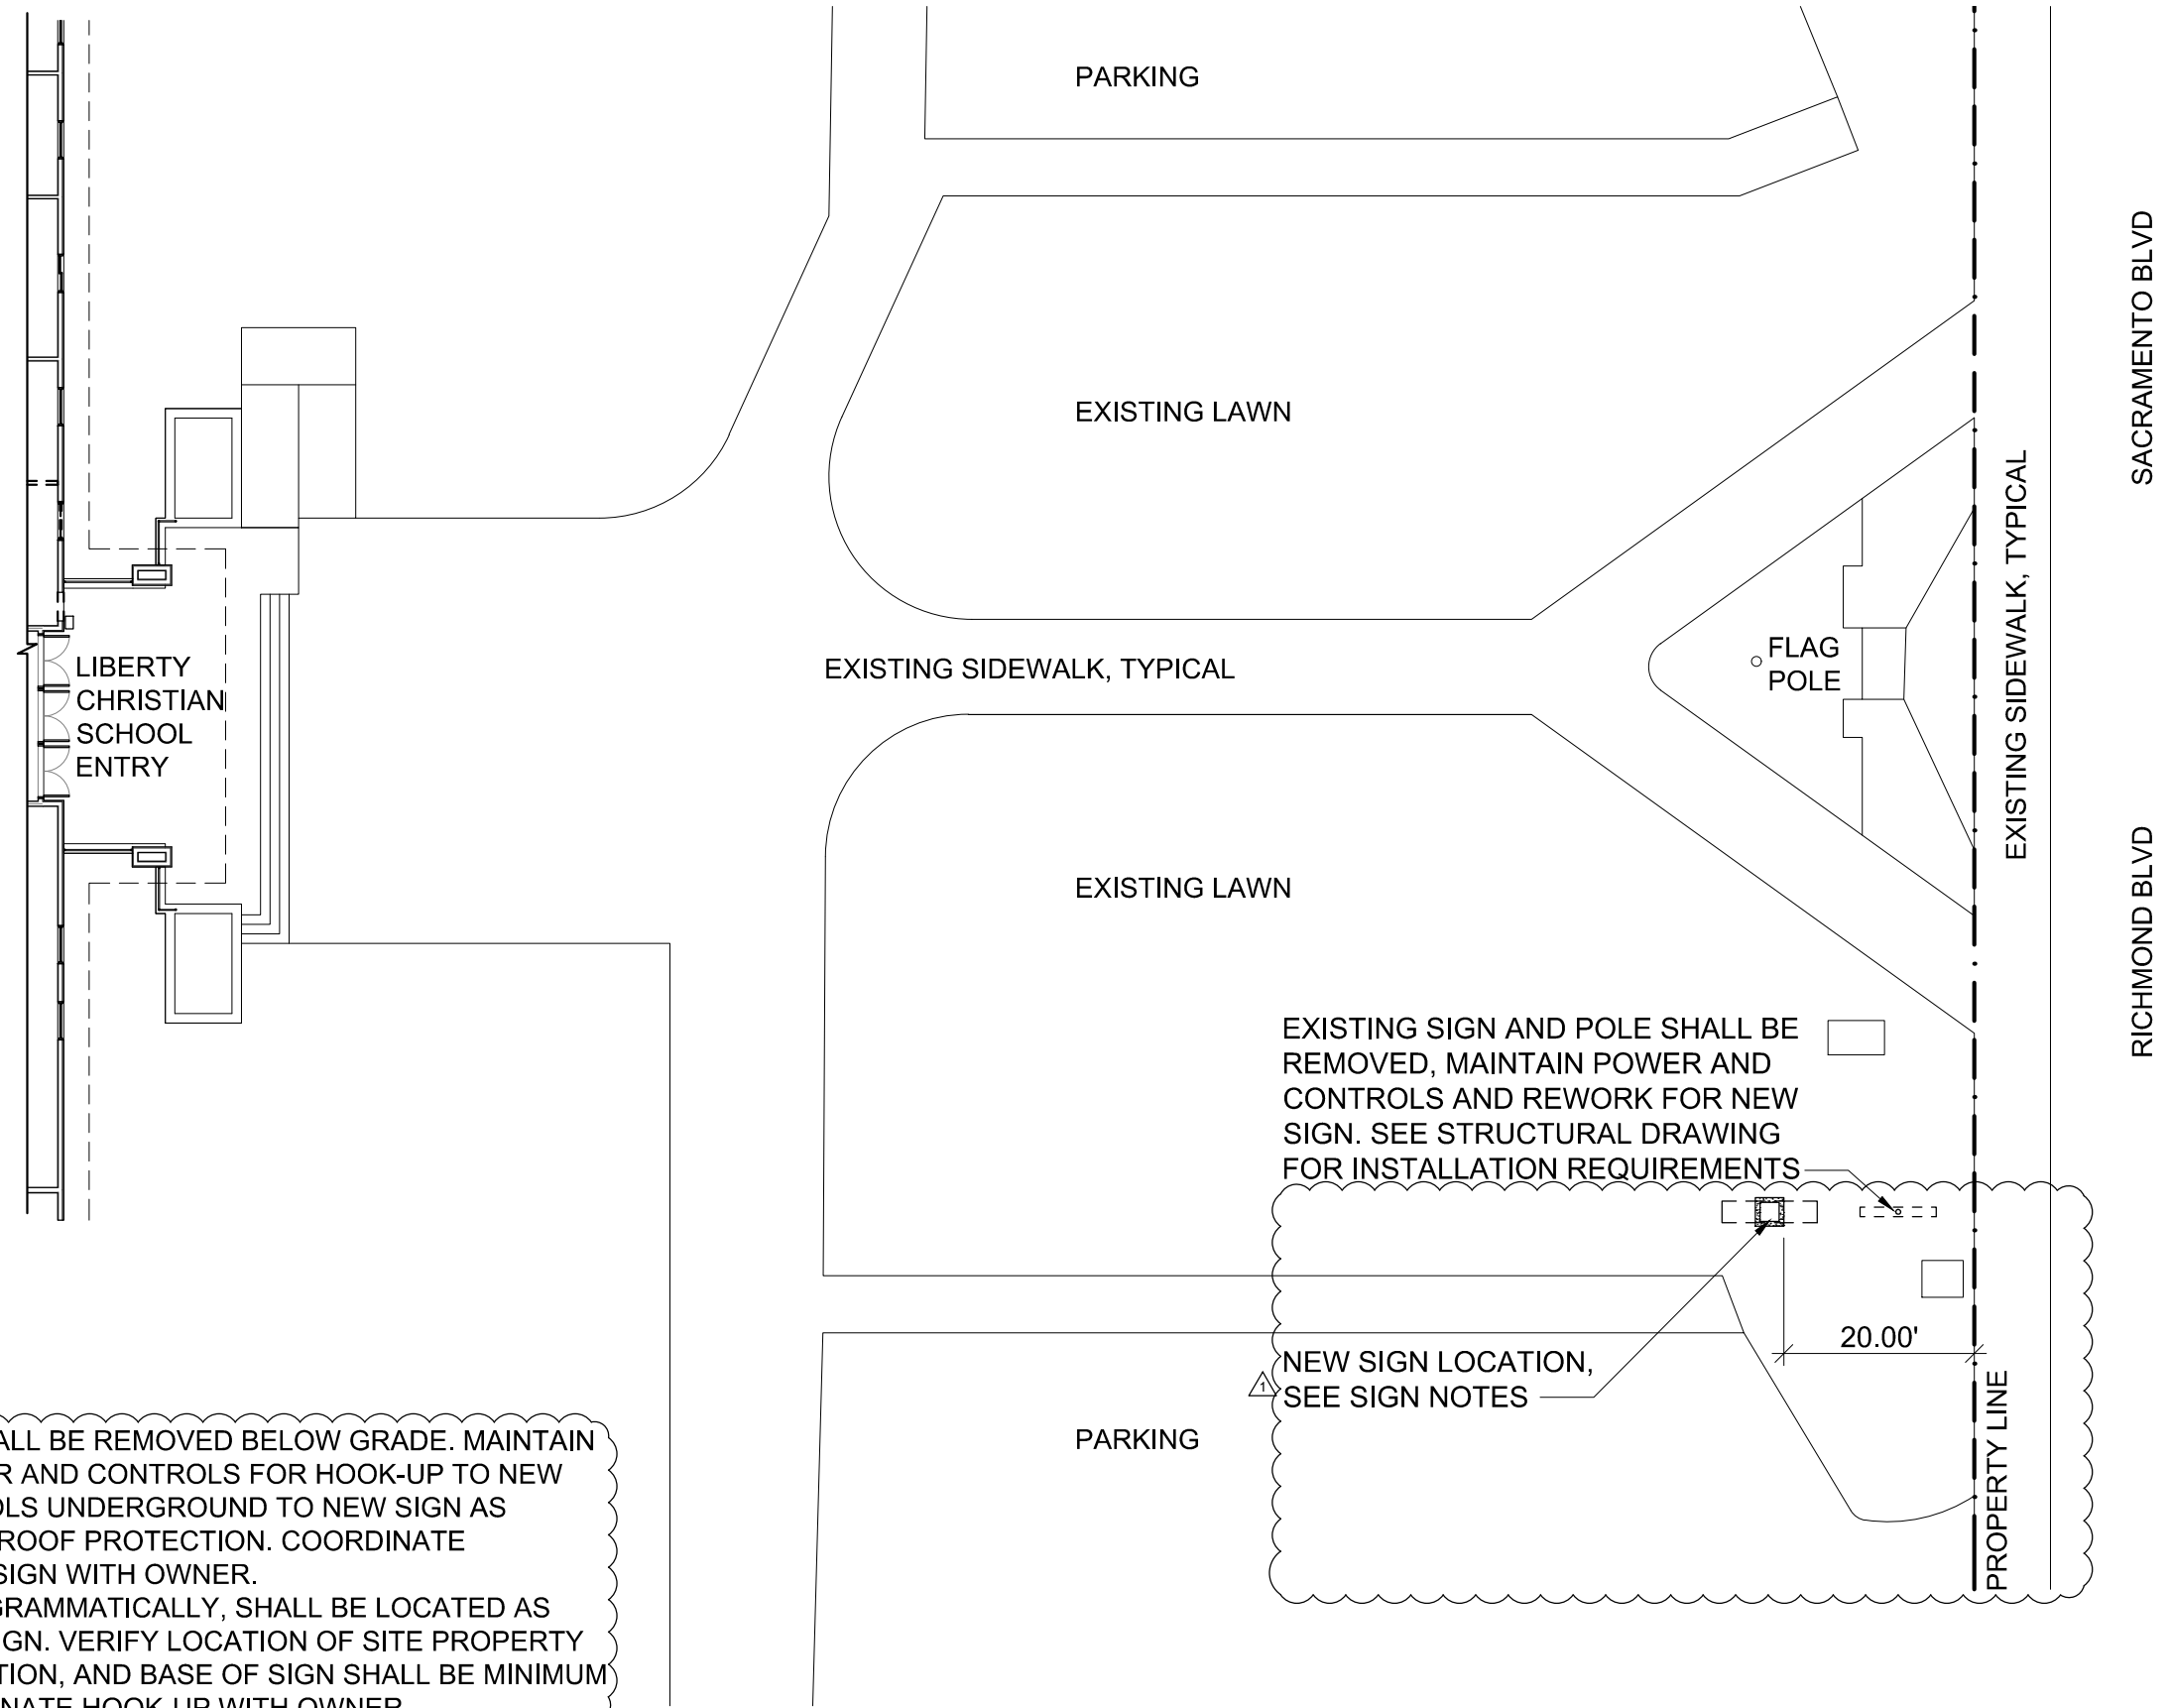 PARKING
SACRAMENTO BLVD
EXISTING LAWN
EXISTING SIDEWALK, TYPICAL
LIBERTY
CHRISTIAN
SCHOOL
ENTRY
EXISTING SIDEWALK, TYPICAL
FLAG
POLE
EXISTING LAWN
RICHMOND BLVD
EXISTING SIGN AND POLE SHALL BE
REMOVED, MAINTAIN POWER AND
CONTROLS AND REWORK FOR NEW
SIGN. SEE STRUCTURAL DRAWING
FOR INSTALLATION REQUIREMENTS
20.00'
1
NEW SIGN LOCATION,
SEE SIGN NOTES
PROPERTY LINE
PARKING
ALL BE REMOVED BELOW GRADE. MAINTAIN
R AND CONTROLS FOR HOOK-UP TO NEW
OLS UNDERGROUND TO NEW SIGN AS
ROOF PROTECTION. COORDINATE
SIGN WITH OWNER.
GRAMMATICALLY, SHALL BE LOCATED AS
GN. VERIFY LOCATION OF SITE PROPERTY
TION, AND BASE OF SIGN SHALL BE MINIMUM
NATE HOOK-UP WITH OWNER